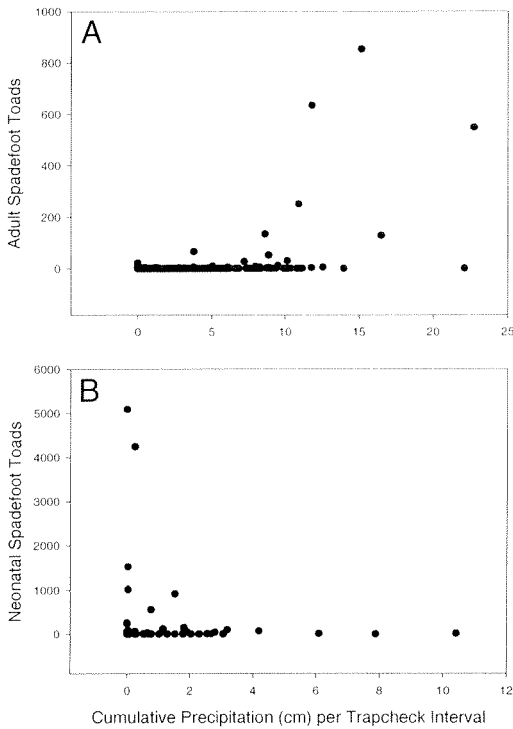 A
1000
800
600
400
200
0
Adult Spadefoot Toads
0 5 10 15 20 25
B
6000
5000
4000
3000
2000
1000
0
Neonatal Spadefoot Toads
0 2 4 6 8 10 12
Cumulative Precipitation (cm) per Trapcheck Interval